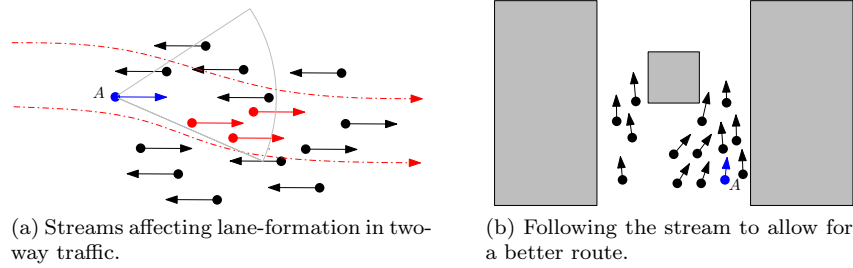 A
A
(a) Streams affecting lane-formation in two-
way traffic.
(b) Following the stream to allow for
a better route.